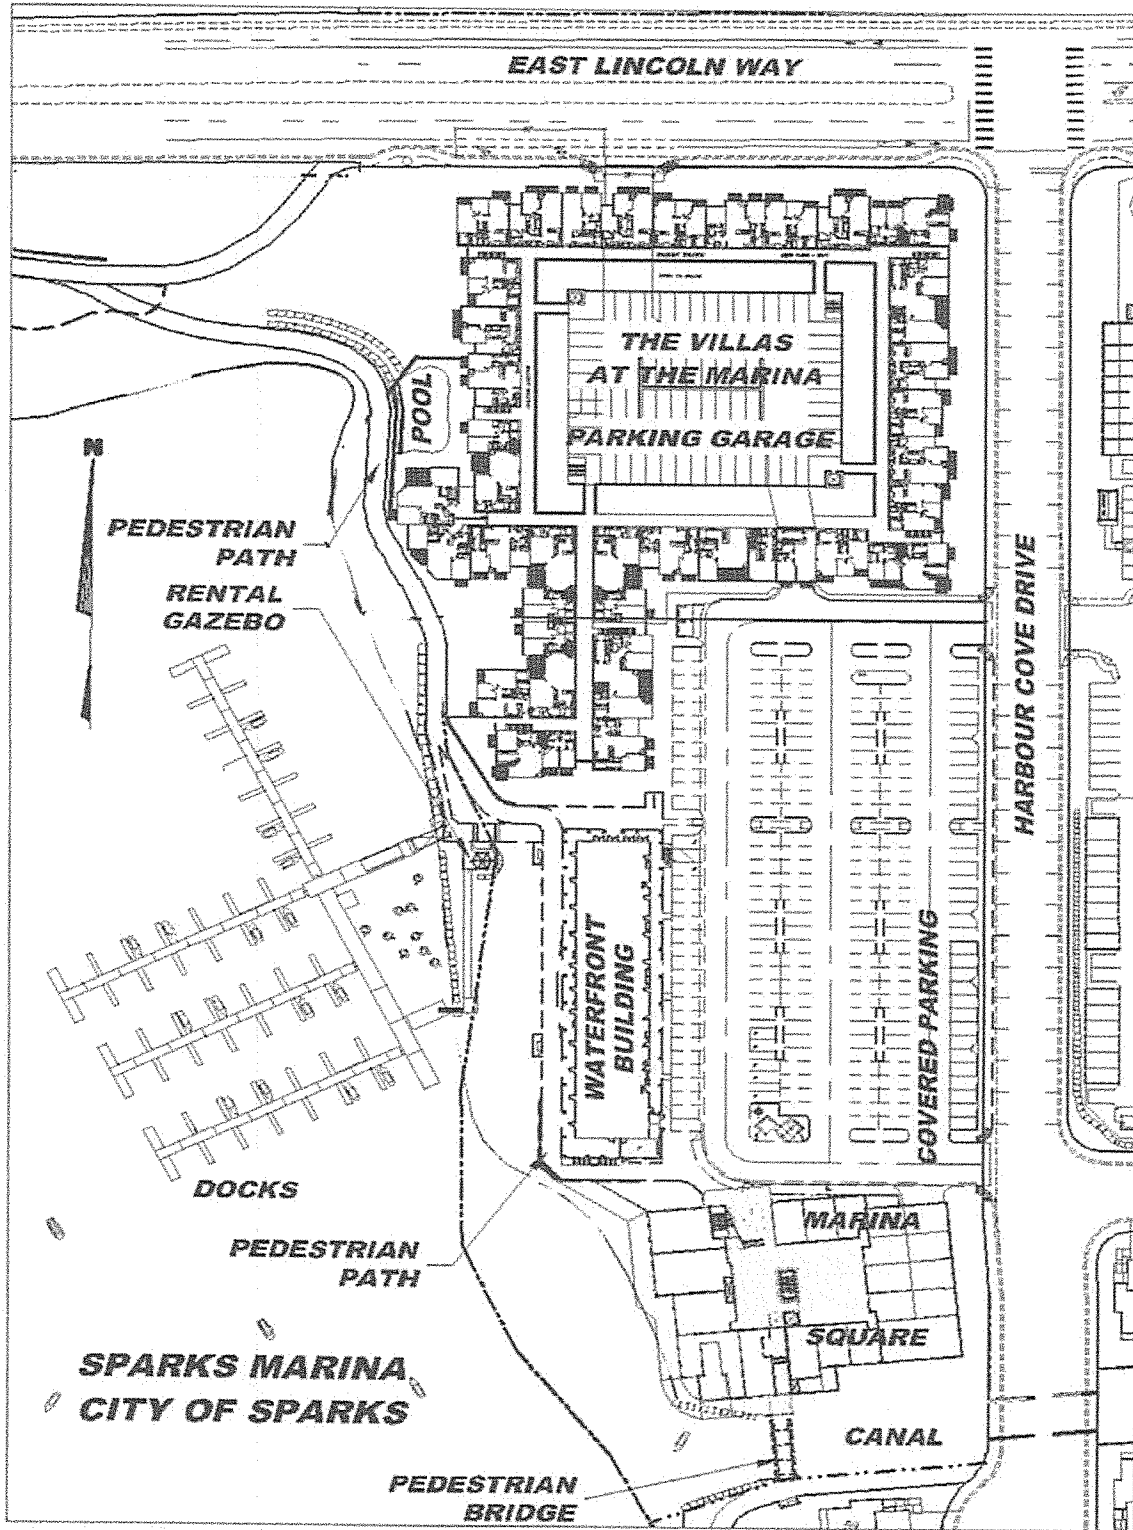 EAST LINCOLN WAY
THE VILLAS
AT THE MARINA
PARKING GARAGE
POOL
N
PEDESTRIAN
PATH
RENTAL
GAZEBO
HARBOUR COVE DRIVE
WATERFRONT
BUILDING
COVERED PARKING
DOCKS
PEDESTRIAN
PATH
MARINA
SQUARE
SPARKS MARINA
CITY OF SPARKS
CANAL
PEDESTRIAN
BRIDGE